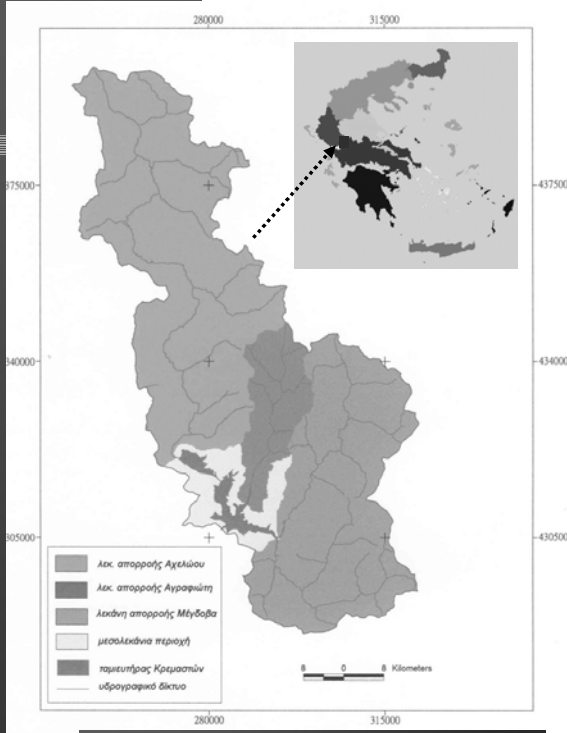 280000 315000
375000 4375000
340000 4340000
305000 4305000
λεκ. απορροής Αχελώου
λεκ. απορροής Αγραφιώτη
λεκάνη απορροής Μέγδοβα
μεσολεκάνια περιοχή
ταμιευτήρας Κρεμαστών
υδρογραφικό δίκτυο
8 0 8 Kilometers
280000 315000